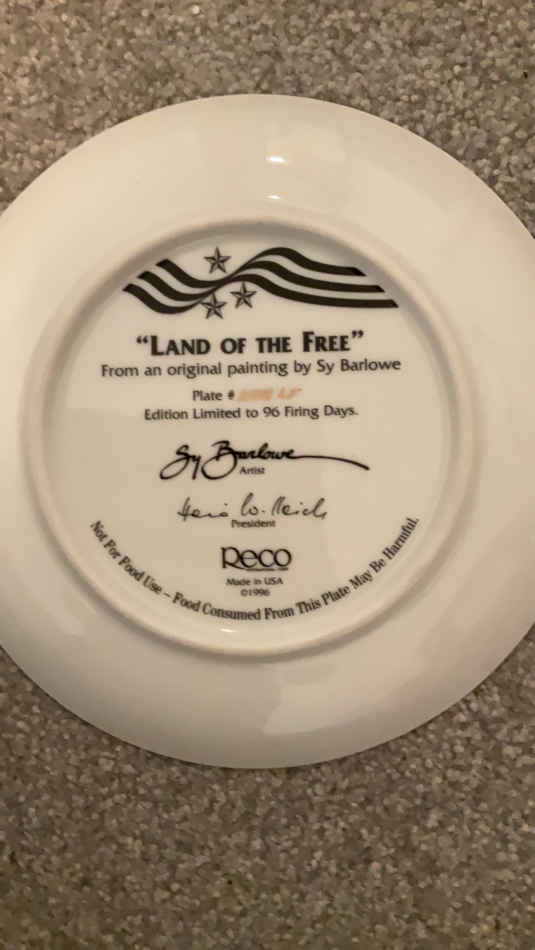 "LAND OF THE FREE"
From an original painting by Sy Barlowe
Plate #
Edition Limited to 96 Firing Days.
Sy Barlowe
Artist
President
Reco
Made in USA
©1996
Not For Food Use – Food Consumed From This Plate May Be Harmful.